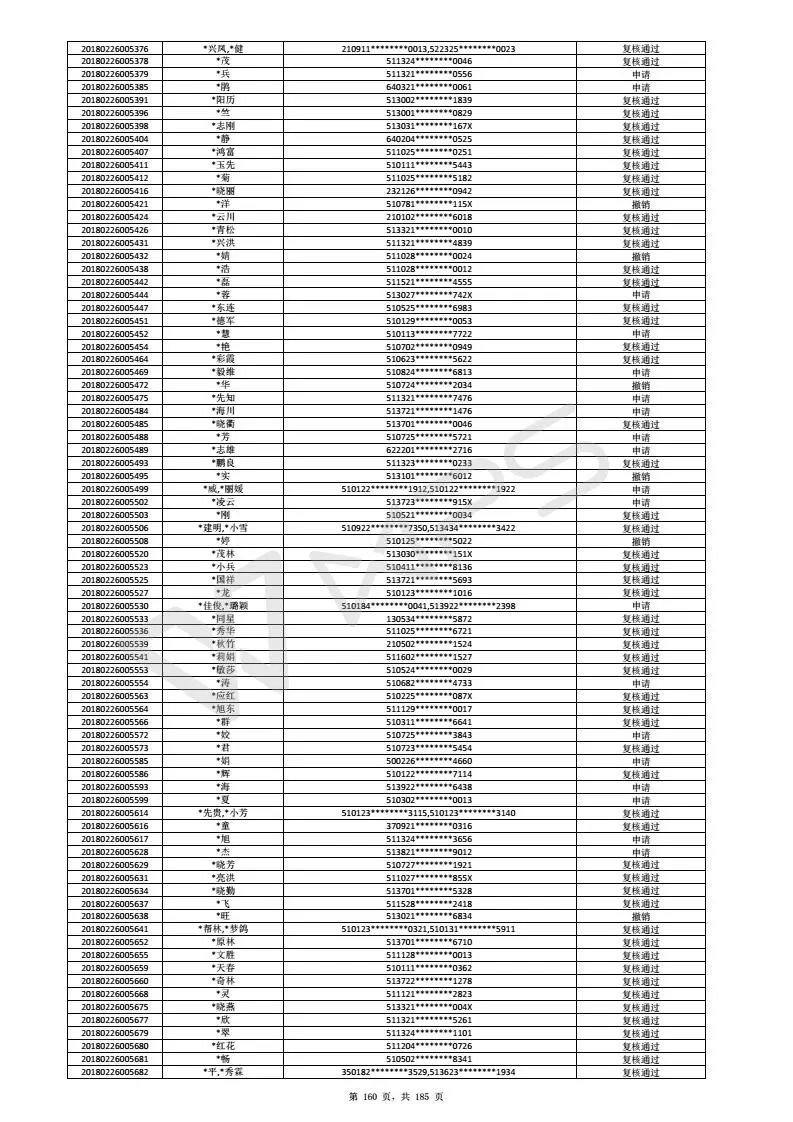 20180226005376 *兴凤,*健 210911********0013,522325********0023 复核通过
20180226005378 *茂 511324********0046 复核通过
20180226005379 *兵 511321********0556 申请
20180226005385 *鹃 640321********0061 申请
20180226005391 *阳历 513002********1839 复核通过
20180226005396 *竺 513001********0829 复核通过
20180226005398 *志刚 513031********167X 复核通过
20180226005404 *静 640204********0525 复核通过
20180226005407 *鸿富 511025********0251 复核通过
20180226005411 *玉先 510111********5443 复核通过
20180226005412 *菊 511025********5182 复核通过
20180226005416 *晓丽 232126********0942 复核通过
20180226005421 *洋 510781********115X 撤销
20180226005424 *云川 210102********6018 复核通过
20180226005426 *青松 513321********0010 复核通过
20180226005431 *兴洪 511321********4839 复核通过
20180226005432 *婧 511028********0024 撤销
20180226005438 *浩 511028********0012 复核通过
20180226005442 *磊 511521********4555 复核通过
20180226005444 *蓉 513027********742X 申请
20180226005447 *东连 510525********6983 复核通过
20180226005451 *德军 510129********0053 复核通过
20180226005452 *慧 510113********7722 申请
20180226005454 *艳 510702********0949 复核通过
20180226005464 *彩霞 510623********5622 复核通过
20180226005469 *毅维 510824********6813 申请
20180226005472 *华 510724********2034 撤销
20180226005475 *先知 511321********7476 申请
20180226005484 *海川 513721********1476 申请
20180226005485 *晓衢 513701********0046 复核通过
20180226005488 *芳 510725********5721 申请
20180226005489 *志雄 622201********2716 申请
20180226005493 *鹏良 511323********0233 复核通过
20180226005495 *实 513101********6012 撤销
20180226005499 *威,*丽媛 510122********1912,510122********1922 申请
20180226005502 *凌云 513723********915X 申请
20180226005503 *刚 510521********0034 复核通过
20180226005506 *建明,*小雪 510922********7350,513434********3422 复核通过
20180226005508 *婷 510125********5022 撤销
20180226005520 *茂林 513030********151X 复核通过
20180226005523 *小兵 510411********8136 复核通过
20180226005525 *国祥 513721********5693 复核通过
20180226005527 *龙 510123********1016 复核通过
20180226005530 *佳俊,*璐颖 510184********0041,513922********2398 申请
20180226005533 *同星 130534********5872 复核通过
20180226005536 *秀华 511025********6721 复核通过
20180226005539 *秋竹 210502********1524 复核通过
20180226005541 *莉娟 511602********1527 复核通过
20180226005553 *敏莎 510524********0029 复核通过
20180226005554 *涛 510682********4733 申请
20180226005563 *应红 510225********087X 复核通过
20180226005564 *旭东 511129********0017 复核通过
20180226005566 *群 510311********6641 复核通过
20180226005572 *姣 510725********3843 申请
20180226005573 *君 510723********5454 复核通过
20180226005585 *娟 500226********4660 申请
20180226005586 *辉 510122********7114 复核通过
20180226005593 *海 513922********6438 申请
20180226005599 *夏 510302********0013 申请
20180226005614 *先贵,*小芳 510123********3115,510123********3140 复核通过
20180226005616 *童 370921********0316 复核通过
20180226005617 *旭 511324********3656 申请
20180226005628 *杰 513821********9012 申请
20180226005629 *晓芳 510727********1921 复核通过
20180226005631 *亮洪 511027********855X 复核通过
20180226005634 *晓勤 513701********5328 复核通过
20180226005637 *飞 511528********2418 复核通过
20180226005638 *旺 513021********6834 撤销
20180226005641 *帮林,*梦鸽 510123********0321,510131********5911 复核通过
20180226005652 *原林 513701********6710 复核通过
20180226005655 *文胜 511128********0013 复核通过
20180226005659 *天春 510111********0362 复核通过
20180226005660 *奇林 513722********1278 复核通过
20180226005668 *灵 511121********2823 复核通过
20180226005675 *晓燕 513321********004X 复核通过
20180226005677 *欣 511321********5261 复核通过
20180226005679 *翠 511324********1101 复核通过
20180226005680 *红花 511204********0726 复核通过
20180226005681 *畅 510502********8341 复核通过
20180226005682 *平,*秀霖 350182********3529,513623********1934 复核通过
第 160 页，共 185 页